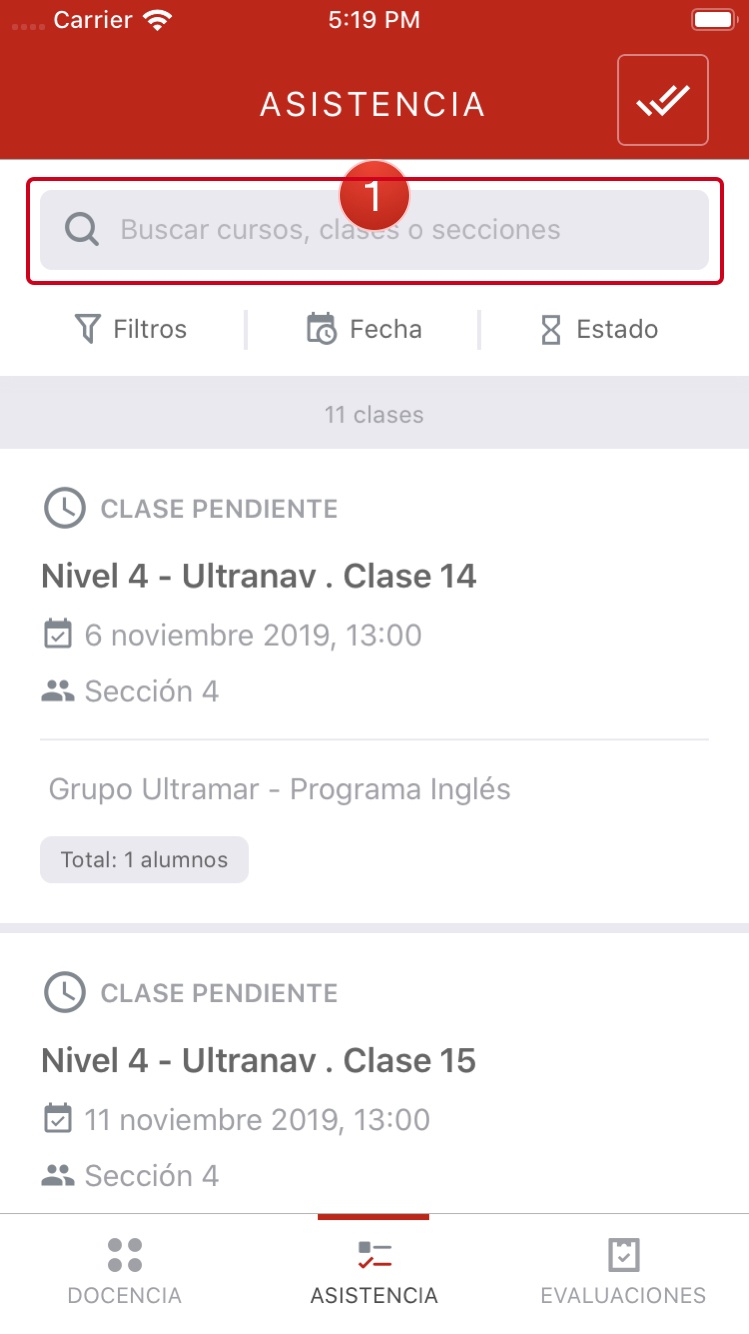 Carrier 5:19 PM
ASISTENCIA
1
Buscar cursos, clases o secciones
Filtros Fecha Estado
11 clases
CLASE PENDIENTE
Nivel 4 - Ultranav . Clase 14
6 noviembre 2019, 13:00
Sección 4
Grupo Ultramar - Programa Inglés
Total: 1 alumnos
CLASE PENDIENTE
Nivel 4 - Ultranav . Clase 15
11 noviembre 2019, 13:00
Sección 4
DOCENCIA ASISTENCIA EVALUACIONES